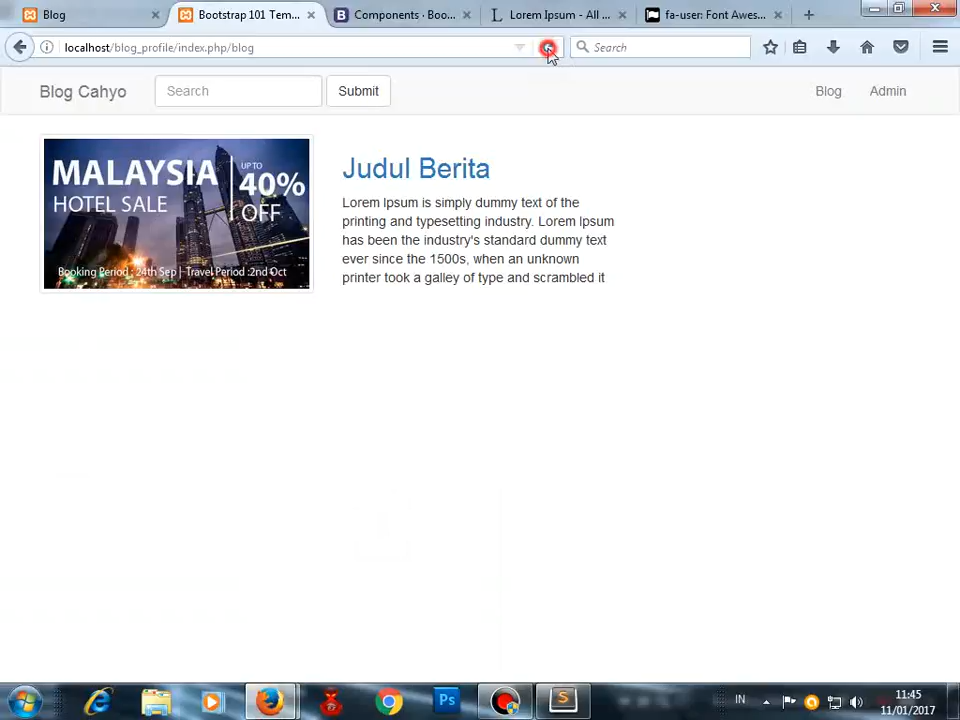 Blog
Bootstrap 101 Tem...
Components · Boo...
Lorem Ipsum - All ...
fa-user: Font Awes...
localhost/blog_profile/index.php/blog
Search
Blog Cahyo
Search
Submit
Blog
Admin
MALAYSIA
HOTEL SALE
UP TO
40%
OFF
Booking Period : 24th Sep | Travel Period :2nd Oct
Judul Berita
Lorem Ipsum is simply dummy text of the
printing and typesetting industry. Lorem Ipsum
has been the industry's standard dummy text
ever since the 1500s, when an unknown
printer took a galley of type and scrambled it
Ps
S
IN
11:45
11/01/2017